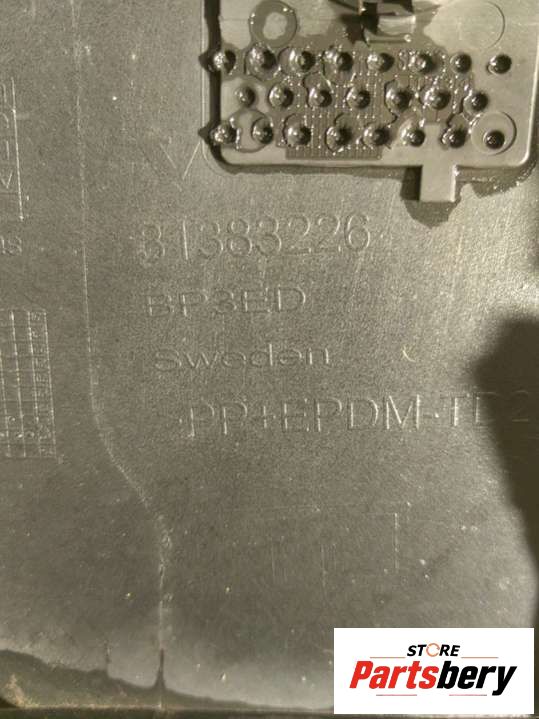 31383226
BP3ED
Sweden
>PP+EPDM-TD2
STORE
Partsbery